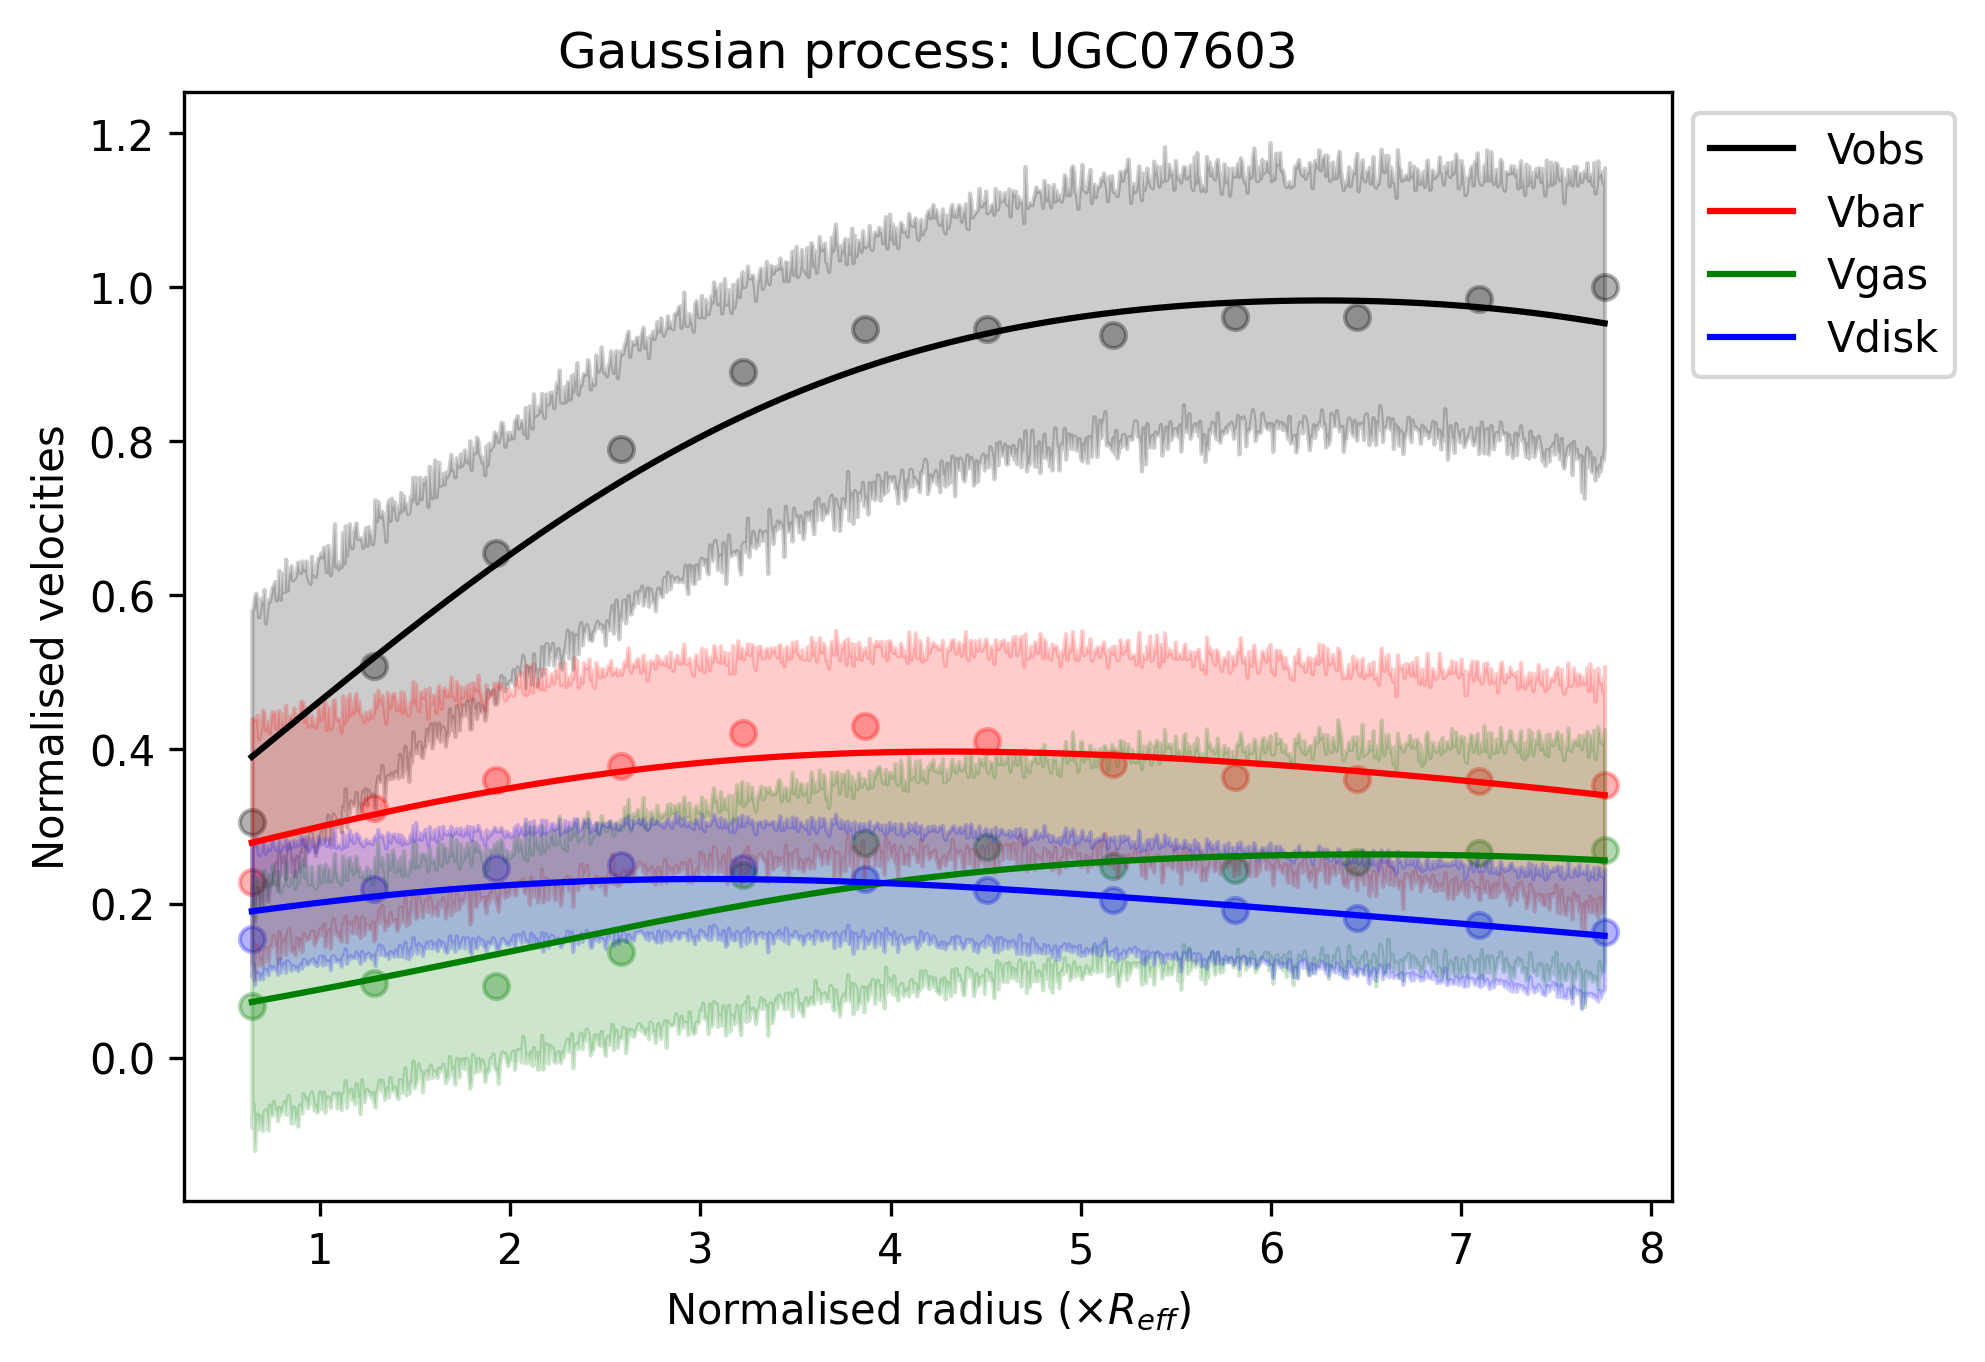 Gaussian process: UGC07603
Vobs
Vbar
Vgas
Vdisk
Normalised velocities
1.2
1.0
0.8
0.6
0.4
0.2
0.0
1 2 3 4 5 6 7 8
Normalised radius (×R_eff)